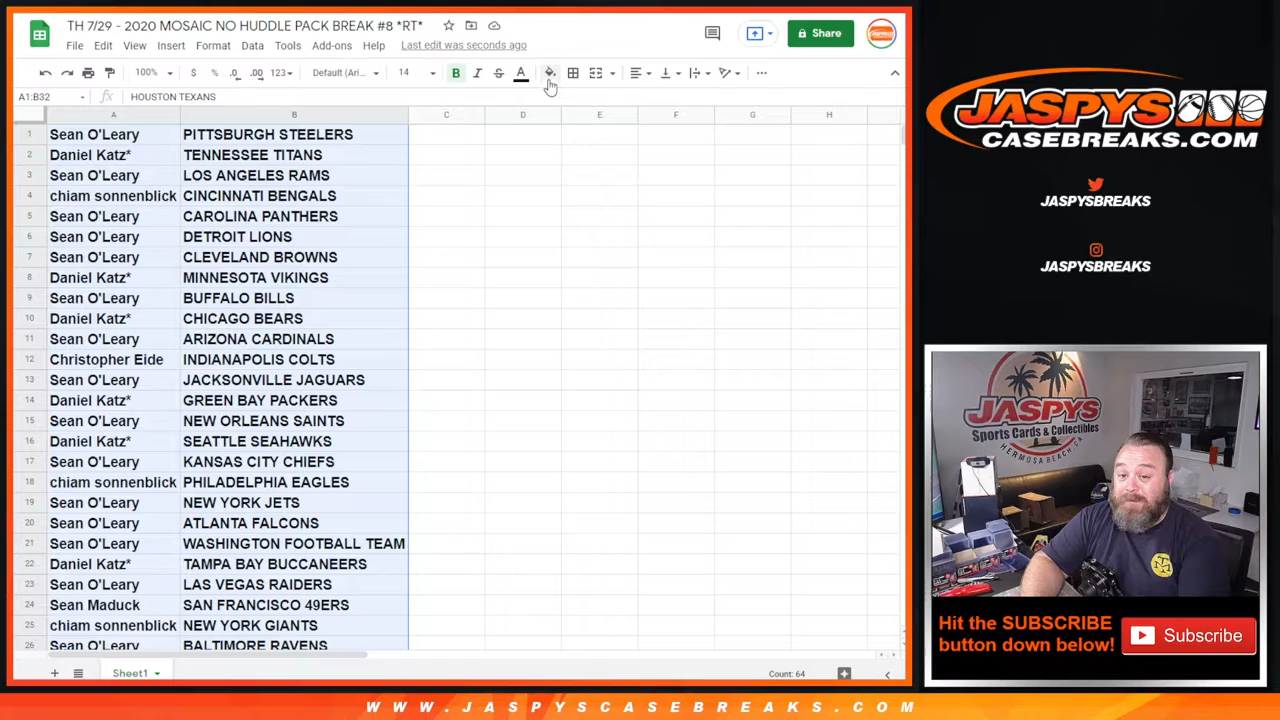 TH 7/29 - 2020 MOSAIC NO HUDDLE PACK BREAK #8 *RT*
File Edit View Insert Format Data Tools Add-ons Help Last edit was seconds ago
Share
100% $ % .0 .00 123 Default (Ari... 14 B I S A
A1:B32 fx HOUSTON TEXANS
A B C D E F G H
1 Sean O'Leary PITTSBURGH STEELERS
2 Daniel Katz* TENNESSEE TITANS
3 Sean O'Leary LOS ANGELES RAMS
4 chiam sonnenblick CINCINNATI BENGALS
5 Sean O'Leary CAROLINA PANTHERS
6 Sean O'Leary DETROIT LIONS
7 Sean O'Leary CLEVELAND BROWNS
8 Daniel Katz* MINNESOTA VIKINGS
9 Sean O'Leary BUFFALO BILLS
10 Daniel Katz* CHICAGO BEARS
11 Sean O'Leary ARIZONA CARDINALS
12 Christopher Eide INDIANAPOLIS COLTS
13 Sean O'Leary JACKSONVILLE JAGUARS
14 Daniel Katz* GREEN BAY PACKERS
15 Sean O'Leary NEW ORLEANS SAINTS
16 Daniel Katz* SEATTLE SEAHAWKS
17 Sean O'Leary KANSAS CITY CHIEFS
18 chiam sonnenblick PHILADELPHIA EAGLES
19 Sean O'Leary NEW YORK JETS
20 Sean O'Leary ATLANTA FALCONS
21 Sean O'Leary WASHINGTON FOOTBALL TEAM
22 Daniel Katz* TAMPA BAY BUCCANEERS
23 Sean O'Leary LAS VEGAS RAIDERS
24 Sean Maduck SAN FRANCISCO 49ERS
25 chiam sonnenblick NEW YORK GIANTS
26 Sean O'Leary BALTIMORE RAVENS
Sheet1 Count: 64
JASPYS
CASEBREAKS.COM
JASPYSBREAKS
JASPYSBREAKS
JASPYS
Sports Cards & Collectibles
HERMOSA BEACH CA
Hit the SUBSCRIBE
button down below!
Subscribe
WWW.JASPYSCASEBREAKS.COM